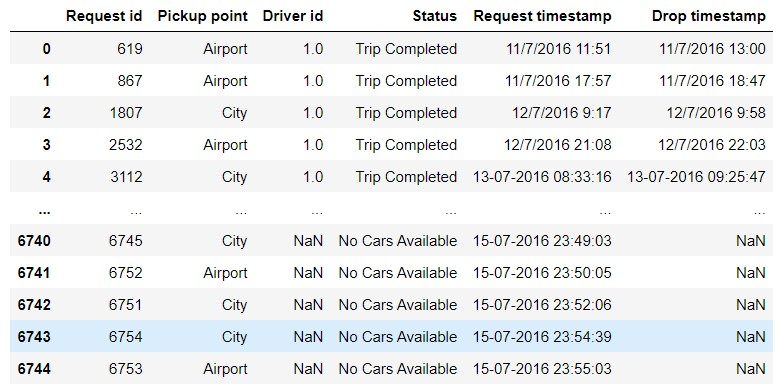 Request id Pickup point Driver id Status Request timestamp Drop timestamp
0 619 Airport 1.0 Trip Completed 11/7/2016 11:51 11/7/2016 13:00
1 867 Airport 1.0 Trip Completed 11/7/2016 17:57 11/7/2016 18:47
2 1807 City 1.0 Trip Completed 12/7/2016 9:17 12/7/2016 9:58
3 2532 Airport 1.0 Trip Completed 12/7/2016 21:08 12/7/2016 22:03
4 3112 City 1.0 Trip Completed 13-07-2016 08:33:16 13-07-2016 09:25:47
... ... ... ... ... ... ...
6740 6745 City NaN No Cars Available 15-07-2016 23:49:03 NaN
6741 6752 Airport NaN No Cars Available 15-07-2016 23:50:05 NaN
6742 6751 City NaN No Cars Available 15-07-2016 23:52:06 NaN
6743 6754 City NaN No Cars Available 15-07-2016 23:54:39 NaN
6744 6753 Airport NaN No Cars Available 15-07-2016 23:55:03 NaN